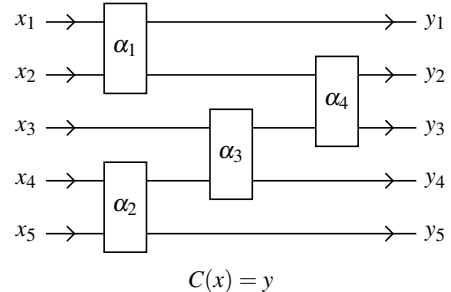 x₁ α₁ y₁
x₂ α₄ y₂
x₃ α₃ y₃
x₄ α₂ y₄
x₅ y₅
C(x) = y